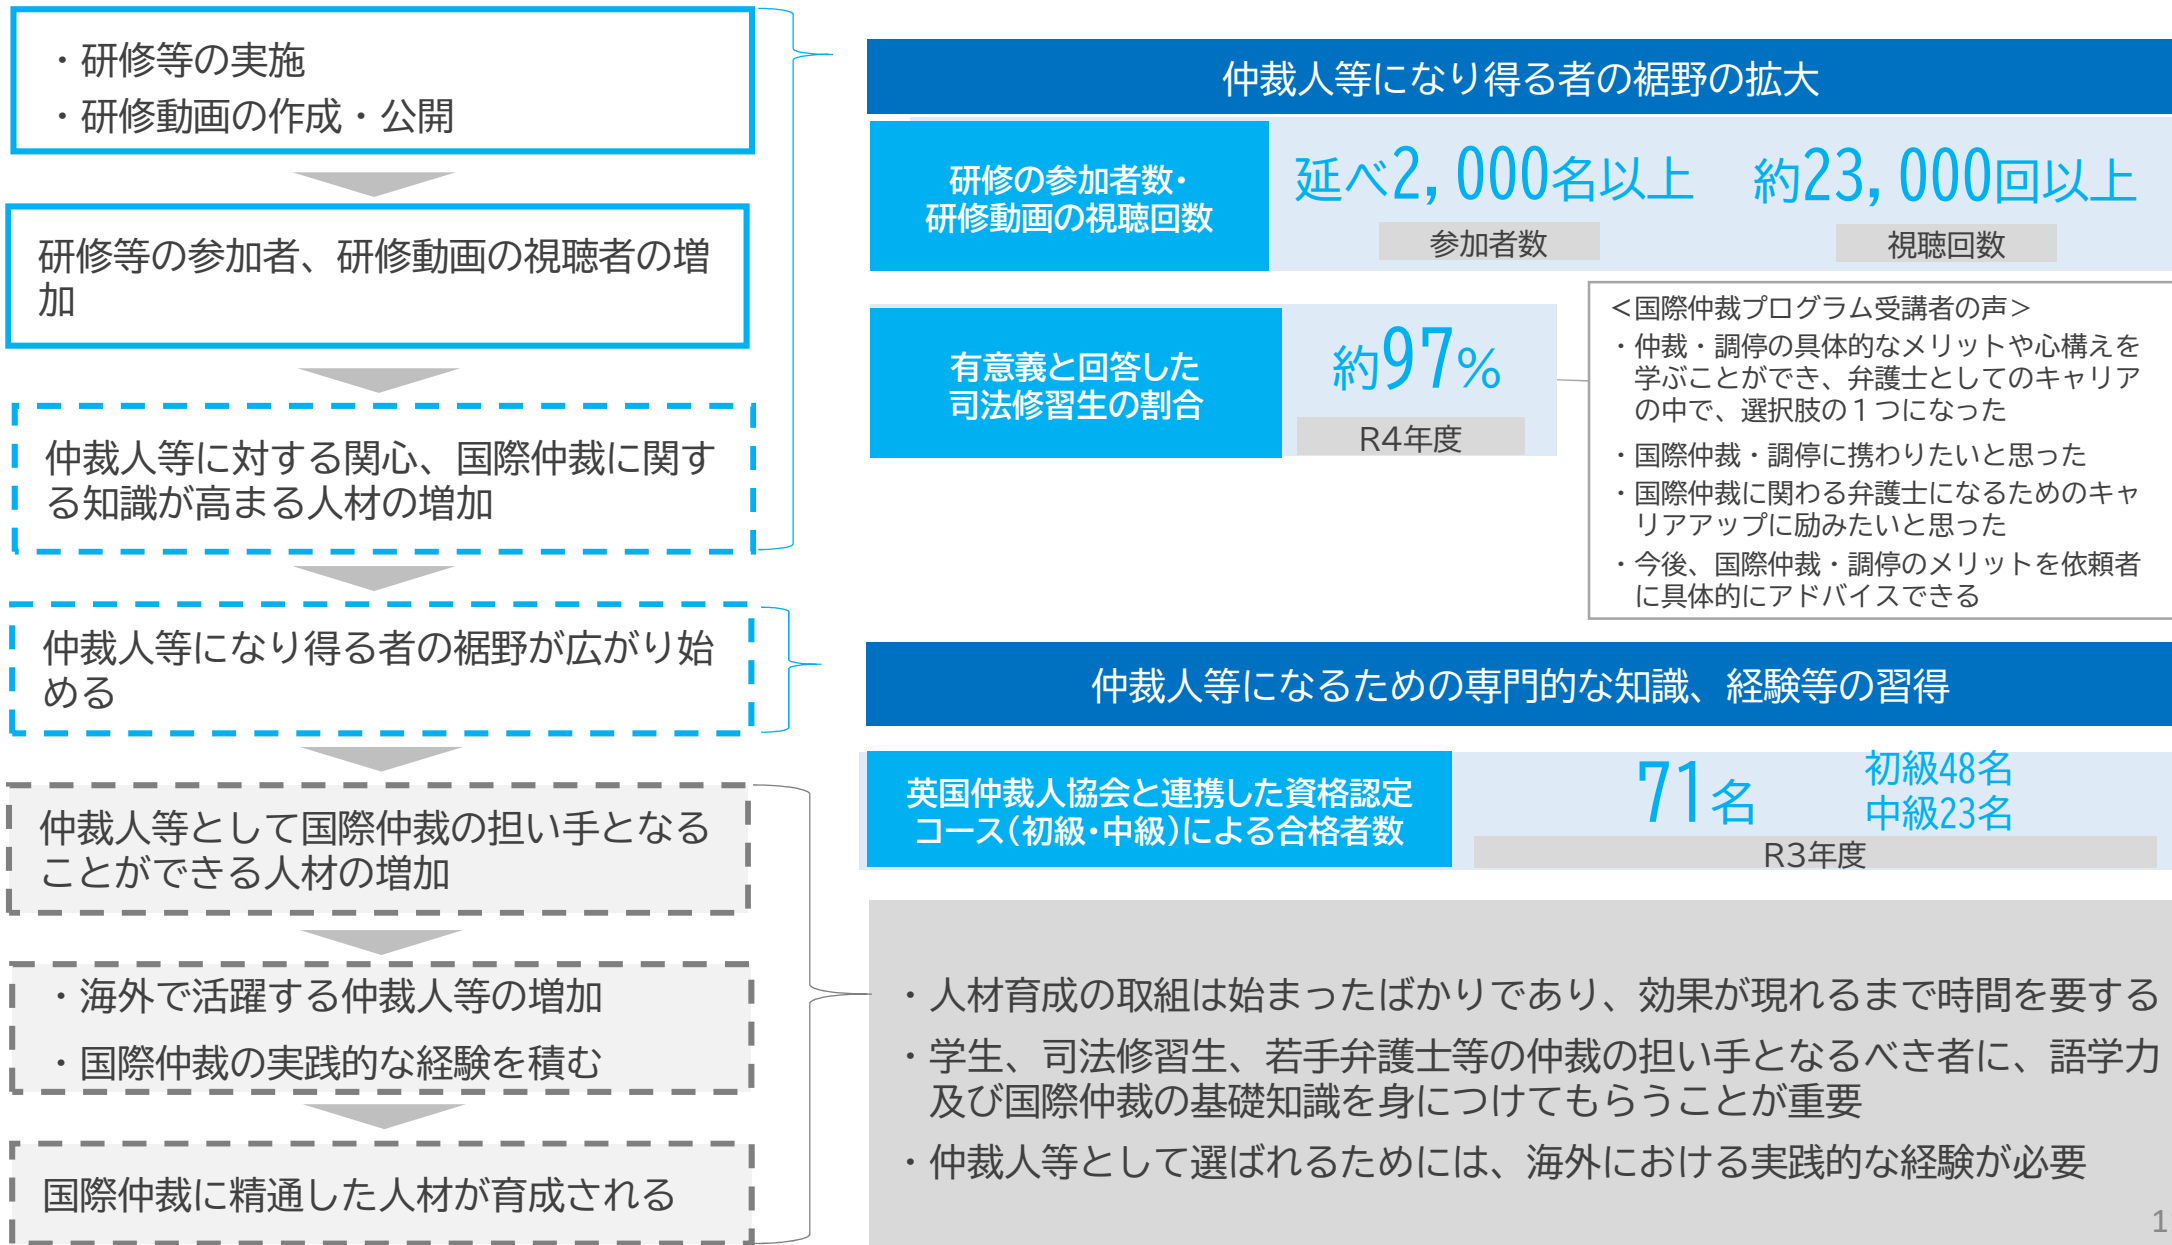 ・研修等の実施
・研修動画の作成・公開
研修等の参加者、研修動画の視聴者の増
加
仲裁人等に対する関心、国際仲裁に関す
る知識が高まる人材の増加
仲裁人等になり得る者の裾野が広がり始
める
仲裁人等として国際仲裁の担い手となる
ことができる人材の増加
・海外で活躍する仲裁人等の増加
・国際仲裁の実践的な経験を積む
国際仲裁に精通した人材が育成される
仲裁人等になり得る者の裾野の拡大
研修の参加者数・
研修動画の視聴回数
延べ2,000名以上
参加者数
約23,000回以上
視聴回数
有意義と回答した
司法修習生の割合
約97%
R4年度
＜国際仲裁プログラム受講者の声＞
・仲裁・調停の具体的なメリットや心構えを
学ぶことができ、弁護士としてのキャリア
の中で、選択肢の１つになった
・国際仲裁・調停に携わりたいと思った
・国際仲裁に関わる弁護士になるためのキャ
リアアップに励みたいと思った
・今後、国際仲裁・調停のメリットを依頼者
に具体的にアドバイスできる
仲裁人等になるための専門的な知識、経験等の習得
英国仲裁人協会と連携した資格認定
コース(初級・中級)による合格者数
71名
初級48名
中級23名
R3年度
・人材育成の取組は始まったばかりであり、効果が現れるまで時間を要する
・学生、司法修習生、若手弁護士等の仲裁の担い手となるべき者に、語学力
及び国際仲裁の基礎知識を身につけてもらうことが重要
・仲裁人等として選ばれるためには、海外における実践的な経験が必要
1